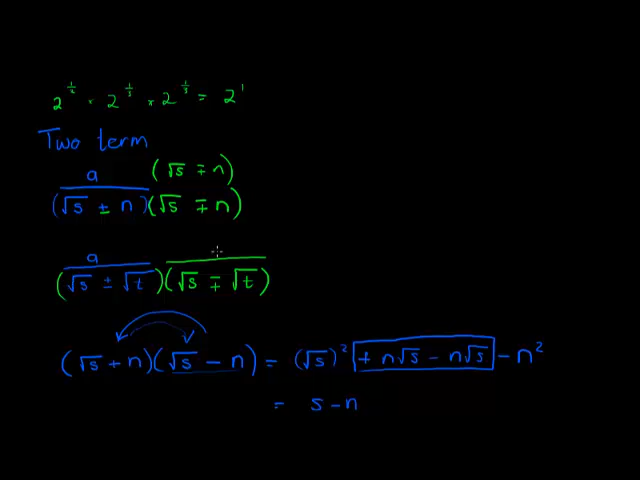 2^{1/2} × 2^{1/3} × 2^{1/3} = 2^1
Two term
a (√s ∓ n)
(√s ± n)(√s ∓ n)
a
(√s ± √t)(√s ∓ √t)
(√s + n)(√s - n) = (√s)² + n√s - n√s - n²
= s - n